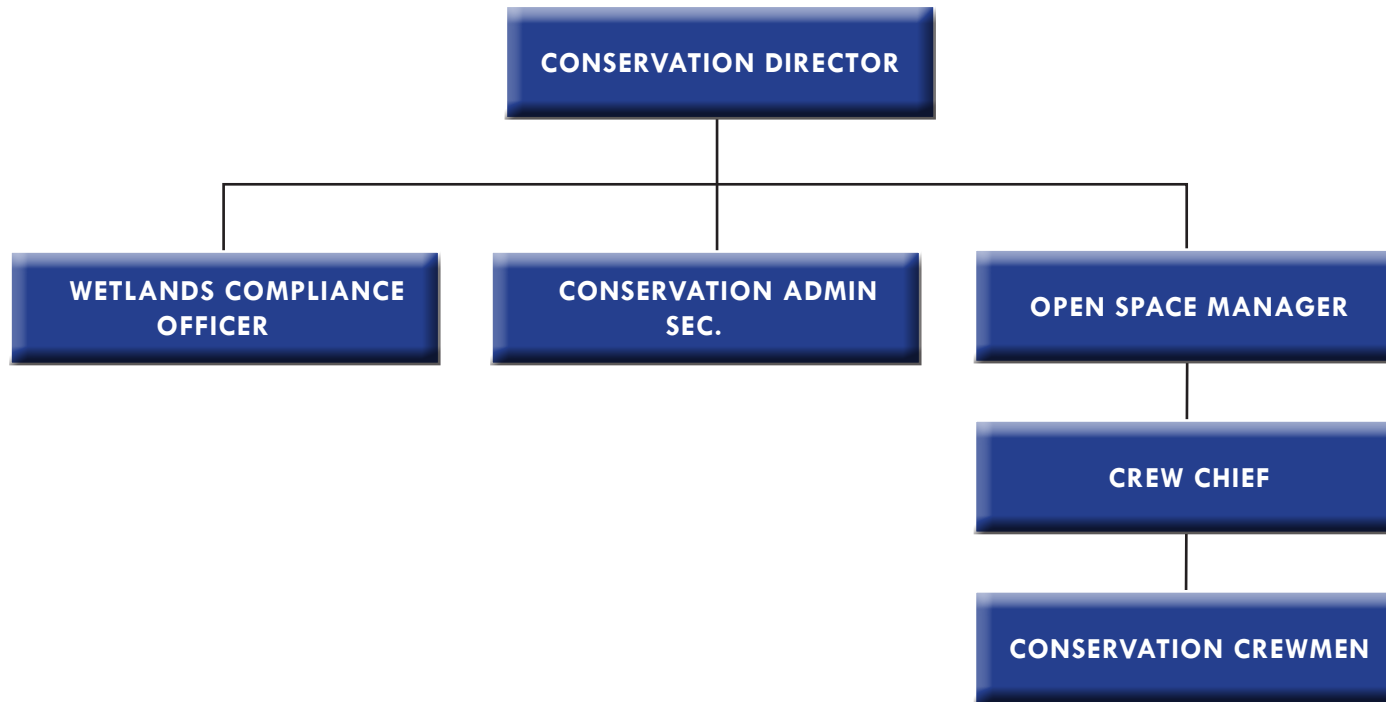 CONSERVATION DIRECTOR
WETLANDS COMPLIANCE
OFFICER
CONSERVATION ADMIN
SEC.
OPEN SPACE MANAGER
CREW CHIEF
CONSERVATION CREWMEN